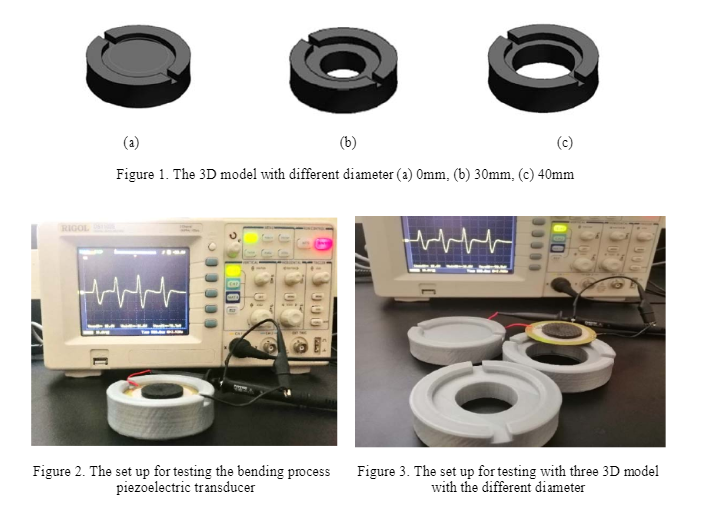 (a)
(b)
(c)
Figure 1. The 3D model with different diameter (a) 0mm, (b) 30mm, (c) 40mm
RIGOL
Figure 2. The set up for testing the bending process
piezoelectric transducer
Figure 3. The set up for testing with three 3D model
with the different diameter